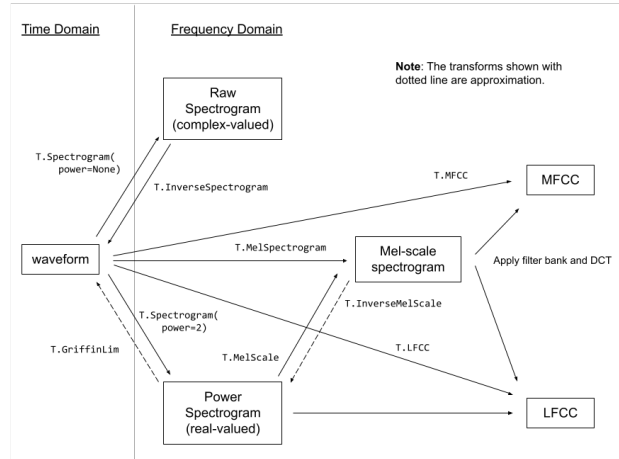 Time Domain
Frequency Domain
Note: The transforms shown with
dotted line are approximation.
Raw
Spectrogram
(complex-valued)
T.Spectrogram(
power=None)
T.InverseSpectrogram
T.MFCC
MFCC
waveform
T.MelSpectrogram
Mel-scale
spectrogram
Apply filter bank and DCT
T.InverseMelScale
T.Spectrogram(
power=2)
T.GriffinLim
T.MelScale
T.LFCC
Power
Spectrogram
(real-valued)
LFCC